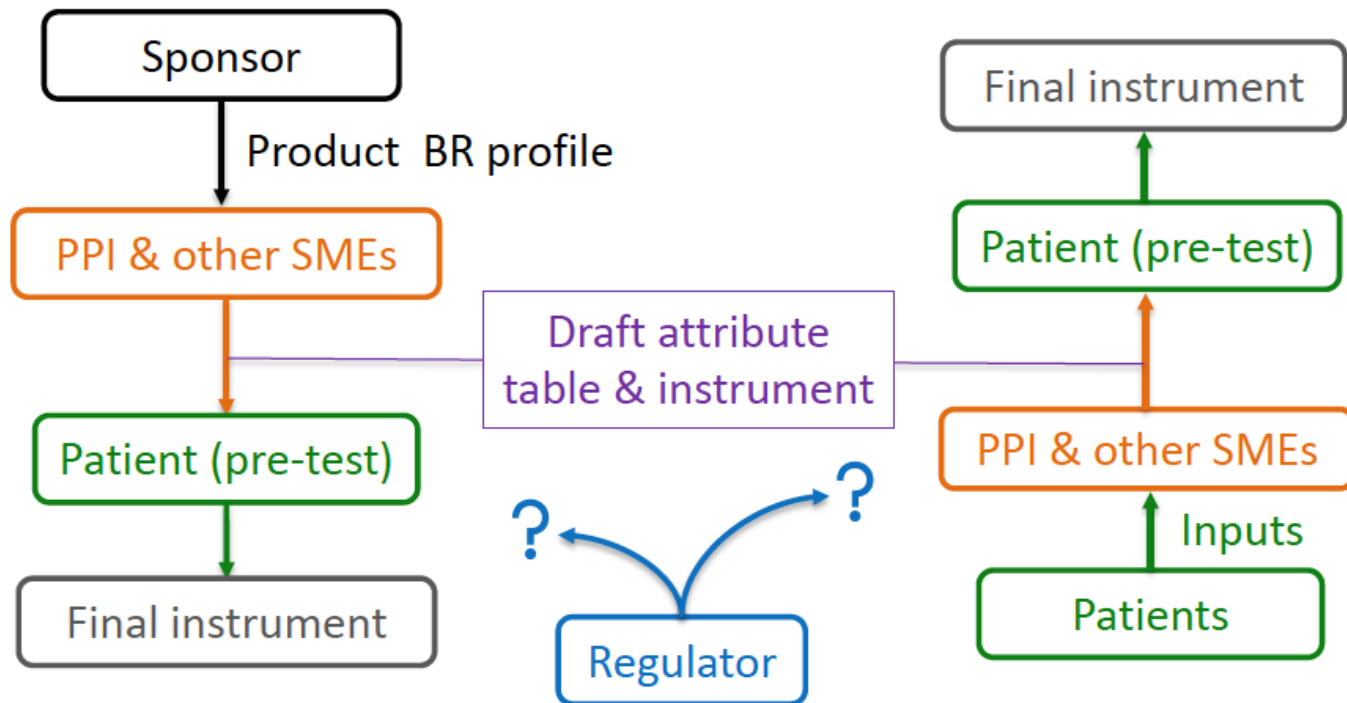 Sponsor
Product BR profile
PPI & other SMEs
Patient (pre-test)
Final instrument
Draft attribute
table & instrument
?
?
Regulator
Final instrument
Patient (pre-test)
PPI & other SMEs
Inputs
Patients